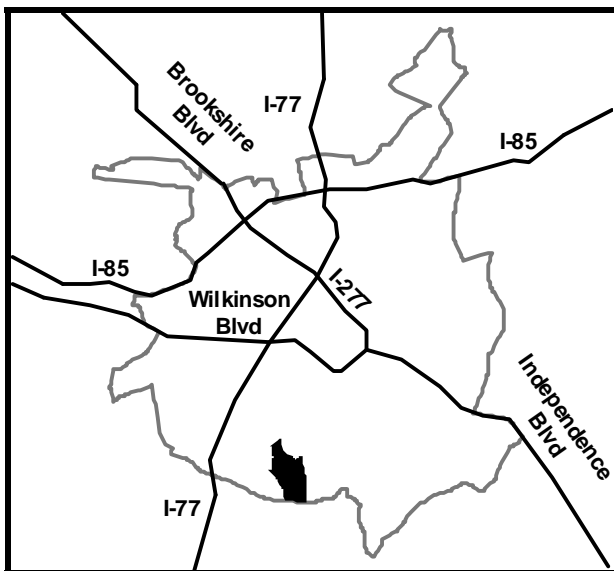 Brookshire
Blvd
I-77
I-85
I-85
Wilkinson
Blvd
I-277
Independence
Blvd
I-77